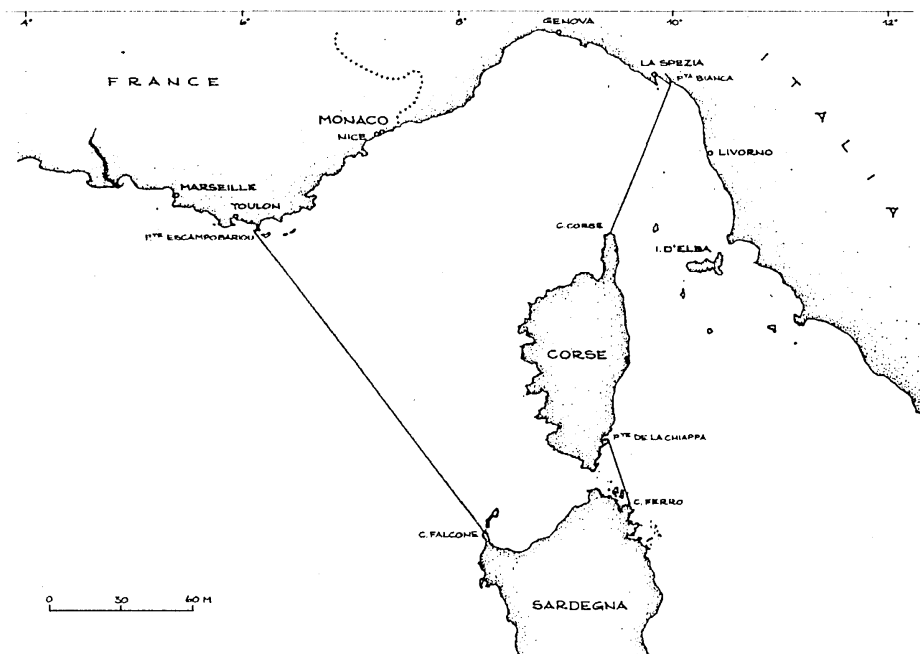 4° 6° 8° 10° 12°
GENOVA
LA SPEZIA
PTA BIANCA
FRANCE
MONACO
NICE
LIVORNO
MARSEILLE
TOULON
PTE ESCAMPOBARIOU
C. CORSE
I. D'ELBA
CORSE
PTE DE LA CHIAPPA
C. FERRO
C. FALCONE
SARDEGNA
0 30 60 M